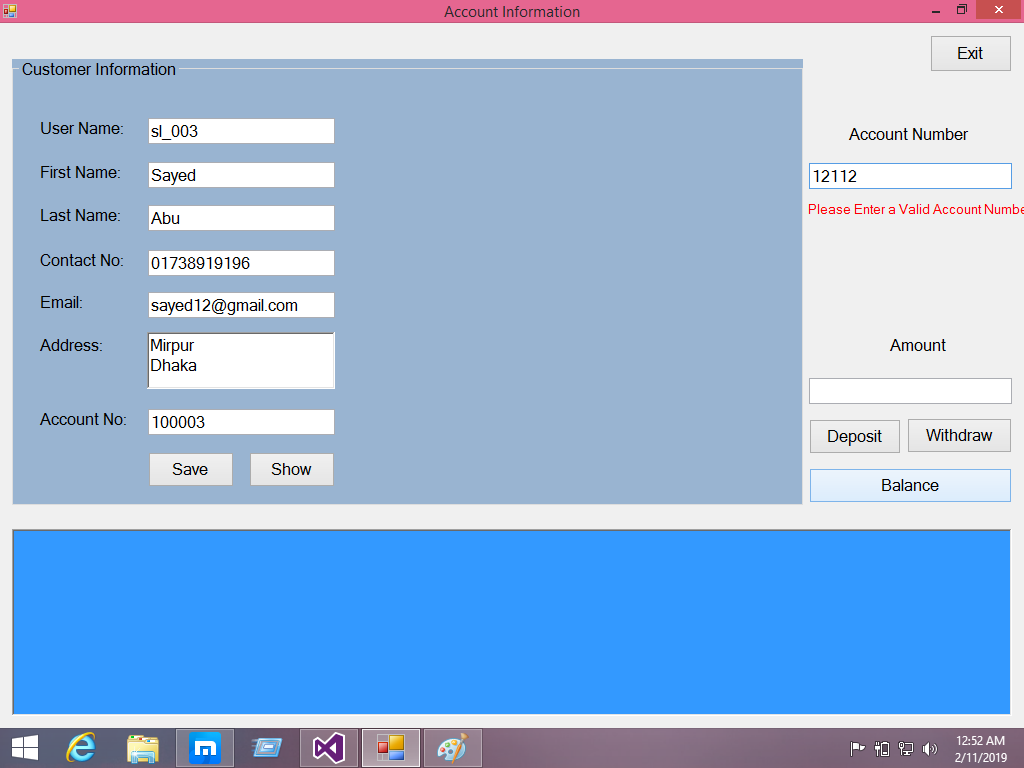 Account Information
Exit
Customer Information
User Name: sl_003
First Name: Sayed
Last Name: Abu
Contact No: 01738919196
Email: sayed12@gmail.com
Address: Mirpur
Dhaka
Account No: 100003
Save Show
Account Number
12112
Please Enter a Valid Account Numbe
Amount
Deposit Withdraw
Balance
12:52 AM
2/11/2019